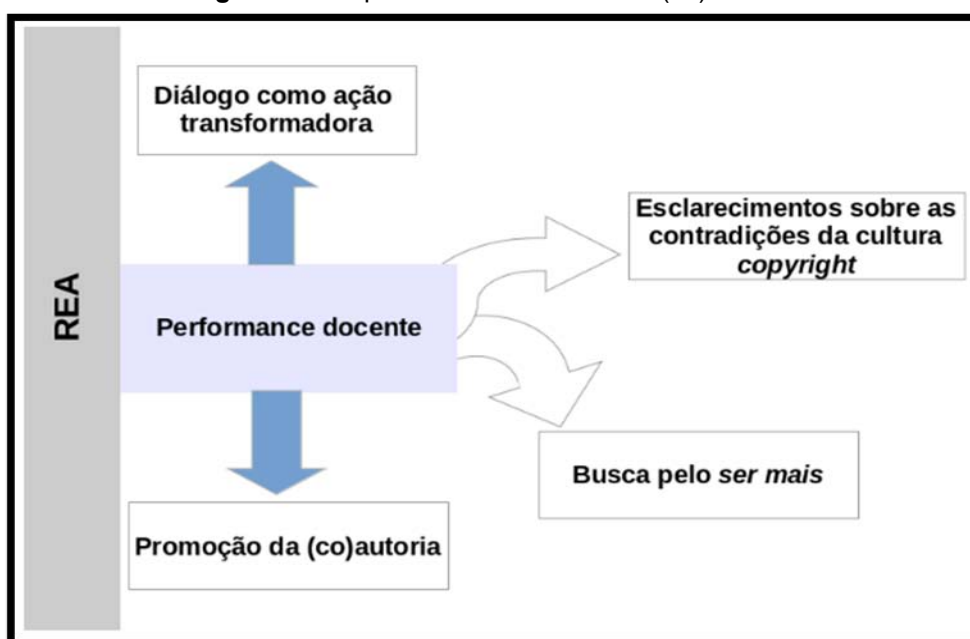 REA
Diálogo como ação
transformadora
Performance docente
Promoção da (co)autoria
Esclarecimentos sobre as
contradições da cultura
copyright
Busca pelo ser mais